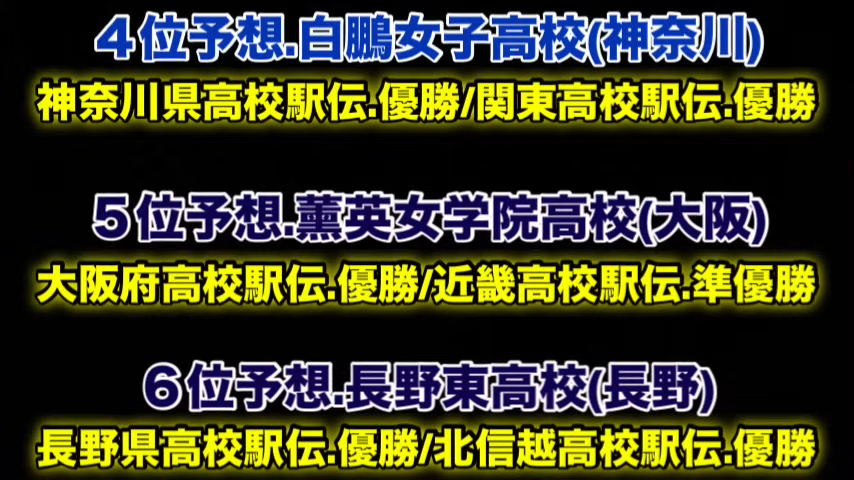 ４位予想.白鵬女子高校(神奈川)
神奈川県高校駅伝.優勝/関東高校駅伝.優勝
５位予想.薫英女学院高校(大阪)
大阪府高校駅伝.優勝/近畿高校駅伝.準優勝
６位予想.長野東高校(長野)
長野県高校駅伝.優勝/北信越高校駅伝.優勝